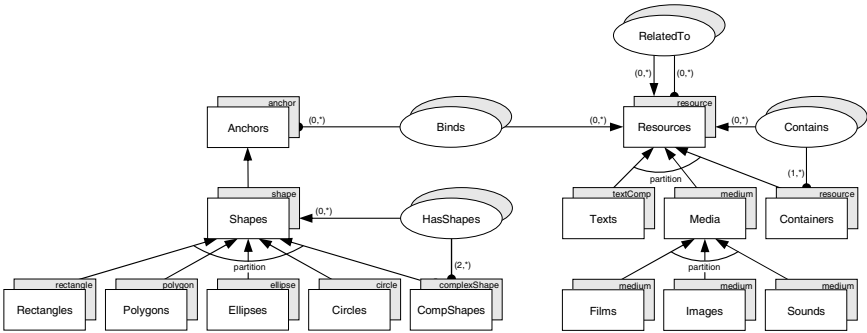 RelatedTo
(0,*) (0,*)
anchor
Anchors
(0,*)
Binds
(0,*)
resource
Resources
(0,*)
Contains
partition
(1,*)
shape
Shapes
(0,*)
HasShapes
textComp
Texts
medium
Media
resource
Containers
partition
(2,*)
partition
rectangle
Rectangles
polygon
Polygons
ellipse
Ellipses
circle
Circles
complexShape
CompShapes
medium
Films
medium
Images
medium
Sounds